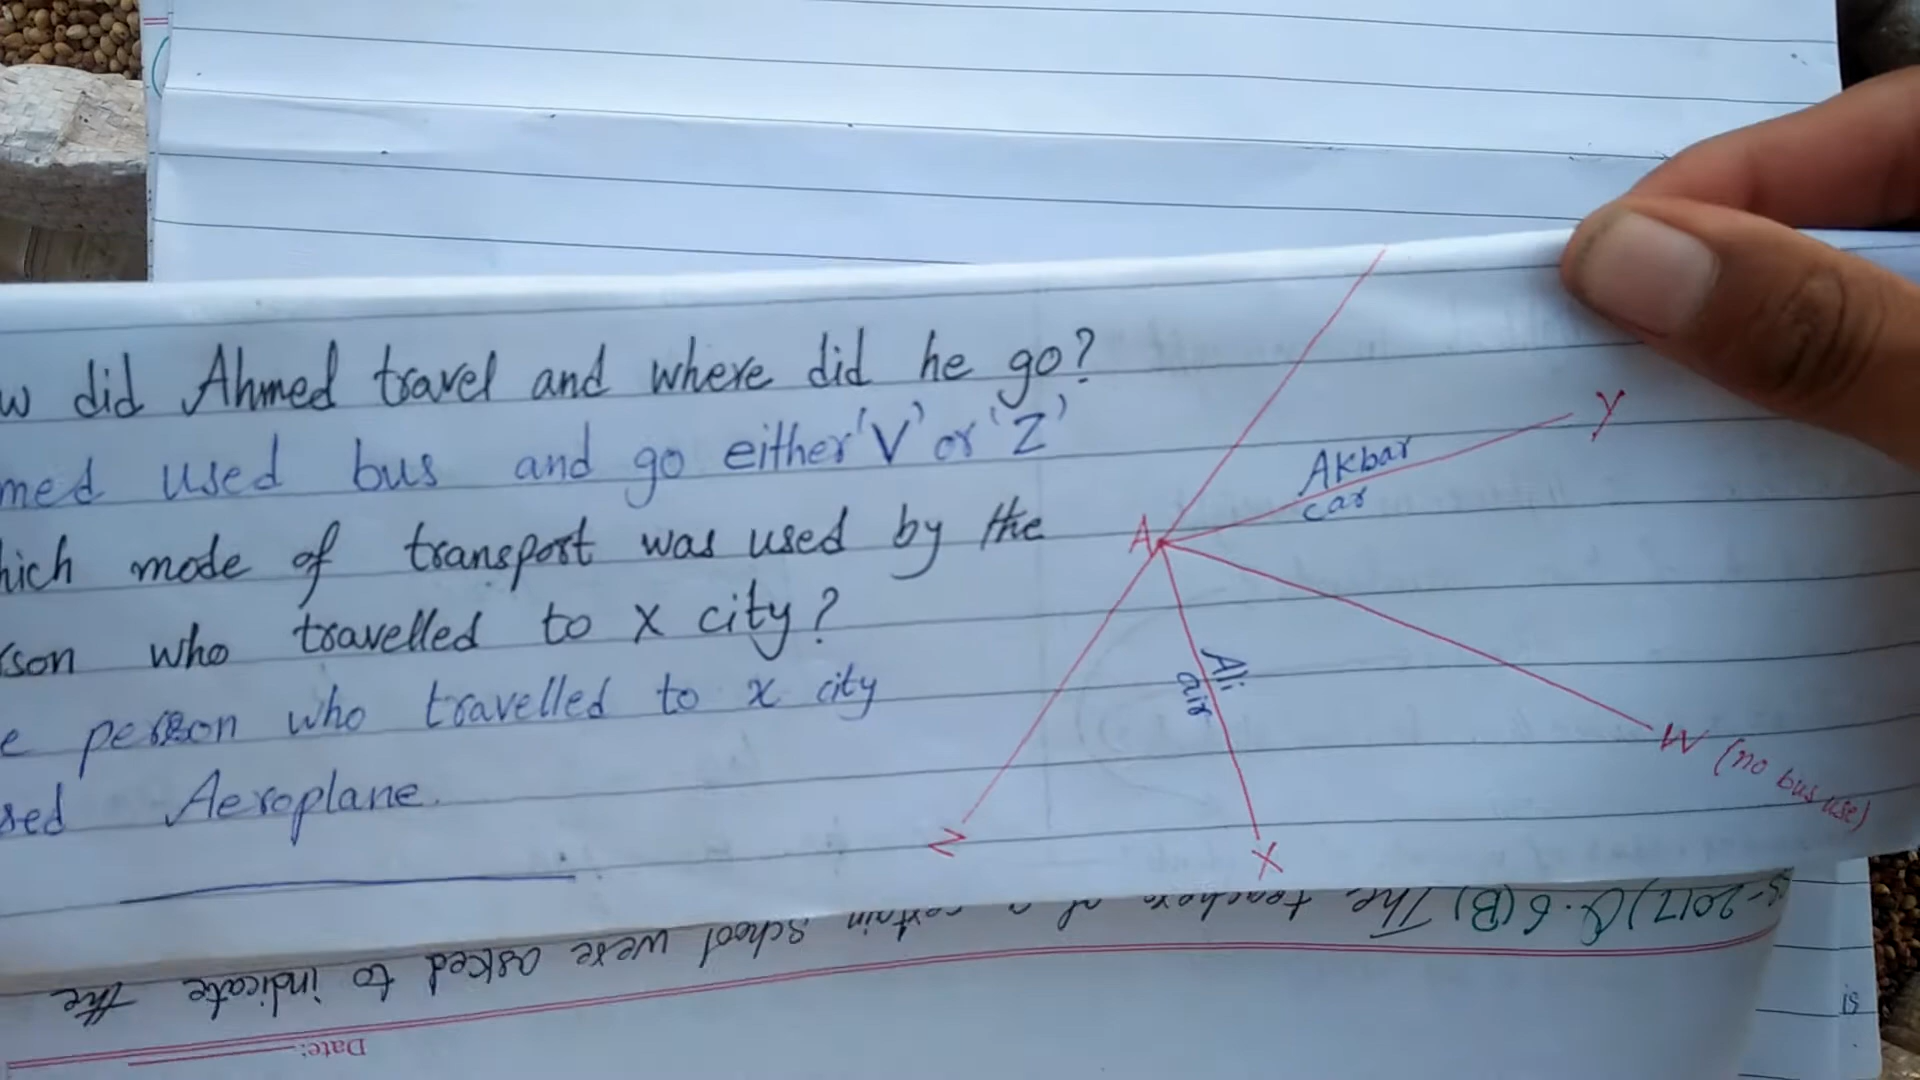 w did Ahmed travel and where did he go?
med used bus and go either 'V' or 'Z'
hich mode of transport was used by the
son who travelled to X city?
e person who travelled to x city
sed Aeroplane.
Y
Akbar
car
A
Ali
air
W (no bus use)
Z
X
s-2017) Q.6(B) The teachers of a certain
school were asked to indicate the
Date: